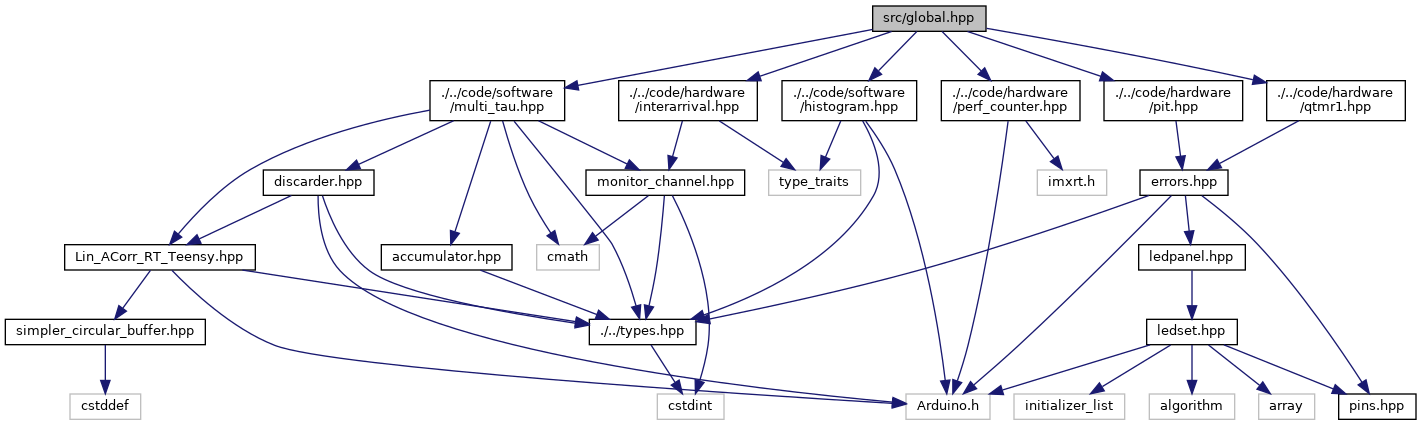 src/global.hpp
./../code/software
/multi_tau.hpp
./../code/hardware
/interarrival.hpp
./../code/software
/histogram.hpp
./../code/hardware
/perf_counter.hpp
./../code/hardware
/pit.hpp
./../code/hardware
/qtmr1.hpp
discarder.hpp
monitor_channel.hpp
type_traits
imxrt.h
errors.hpp
Lin_ACorr_RT_Teensy.hpp
accumulator.hpp
cmath
ledpanel.hpp
simpler_circular_buffer.hpp
./../types.hpp
ledset.hpp
cstddef
cstdint
Arduino.h
initializer_list
algorithm
array
pins.hpp